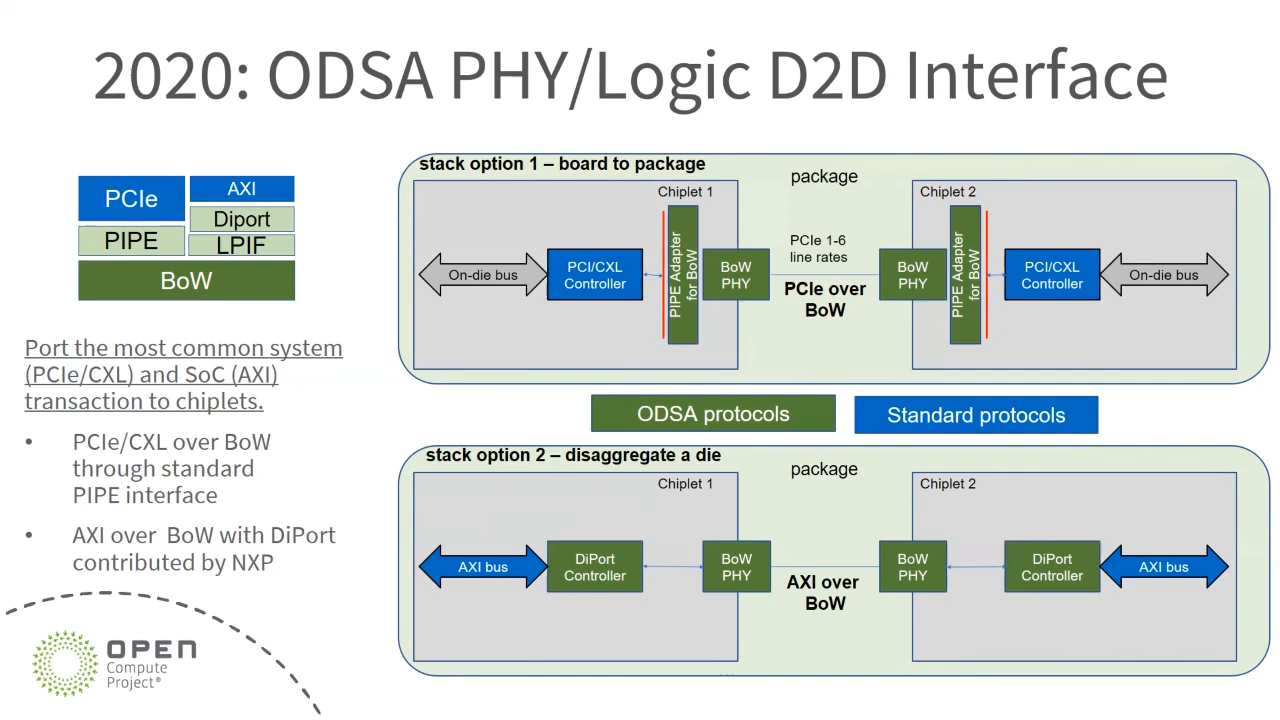 2020: ODSA PHY/Logic D2D Interface
PCIe
AXI
Diport
PIPE
LPIF
BoW
Port the most common system
(PCIe/CXL) and SoC (AXI)
transaction to chiplets.
• PCIe/CXL over BoW
through standard
PIPE interface
• AXI over BoW with DiPort
contributed by NXP
OPEN
Compute
Project®
stack option 1 – board to package
package
Chiplet 1
On-die bus
PCI/CXL
Controller
PIPE Adapter
for BoW
BoW
PHY
PCIe 1-6
line rates
PCIe over
BoW
Chiplet 2
BoW
PHY
PIPE Adapter
for BoW
PCI/CXL
Controller
On-die bus
ODSA protocols
Standard protocols
stack option 2 – disaggregate a die
package
Chiplet 1
AXI bus
DiPort
Controller
BoW
PHY
AXI over
BoW
Chiplet 2
BoW
PHY
DiPort
Controller
AXI bus